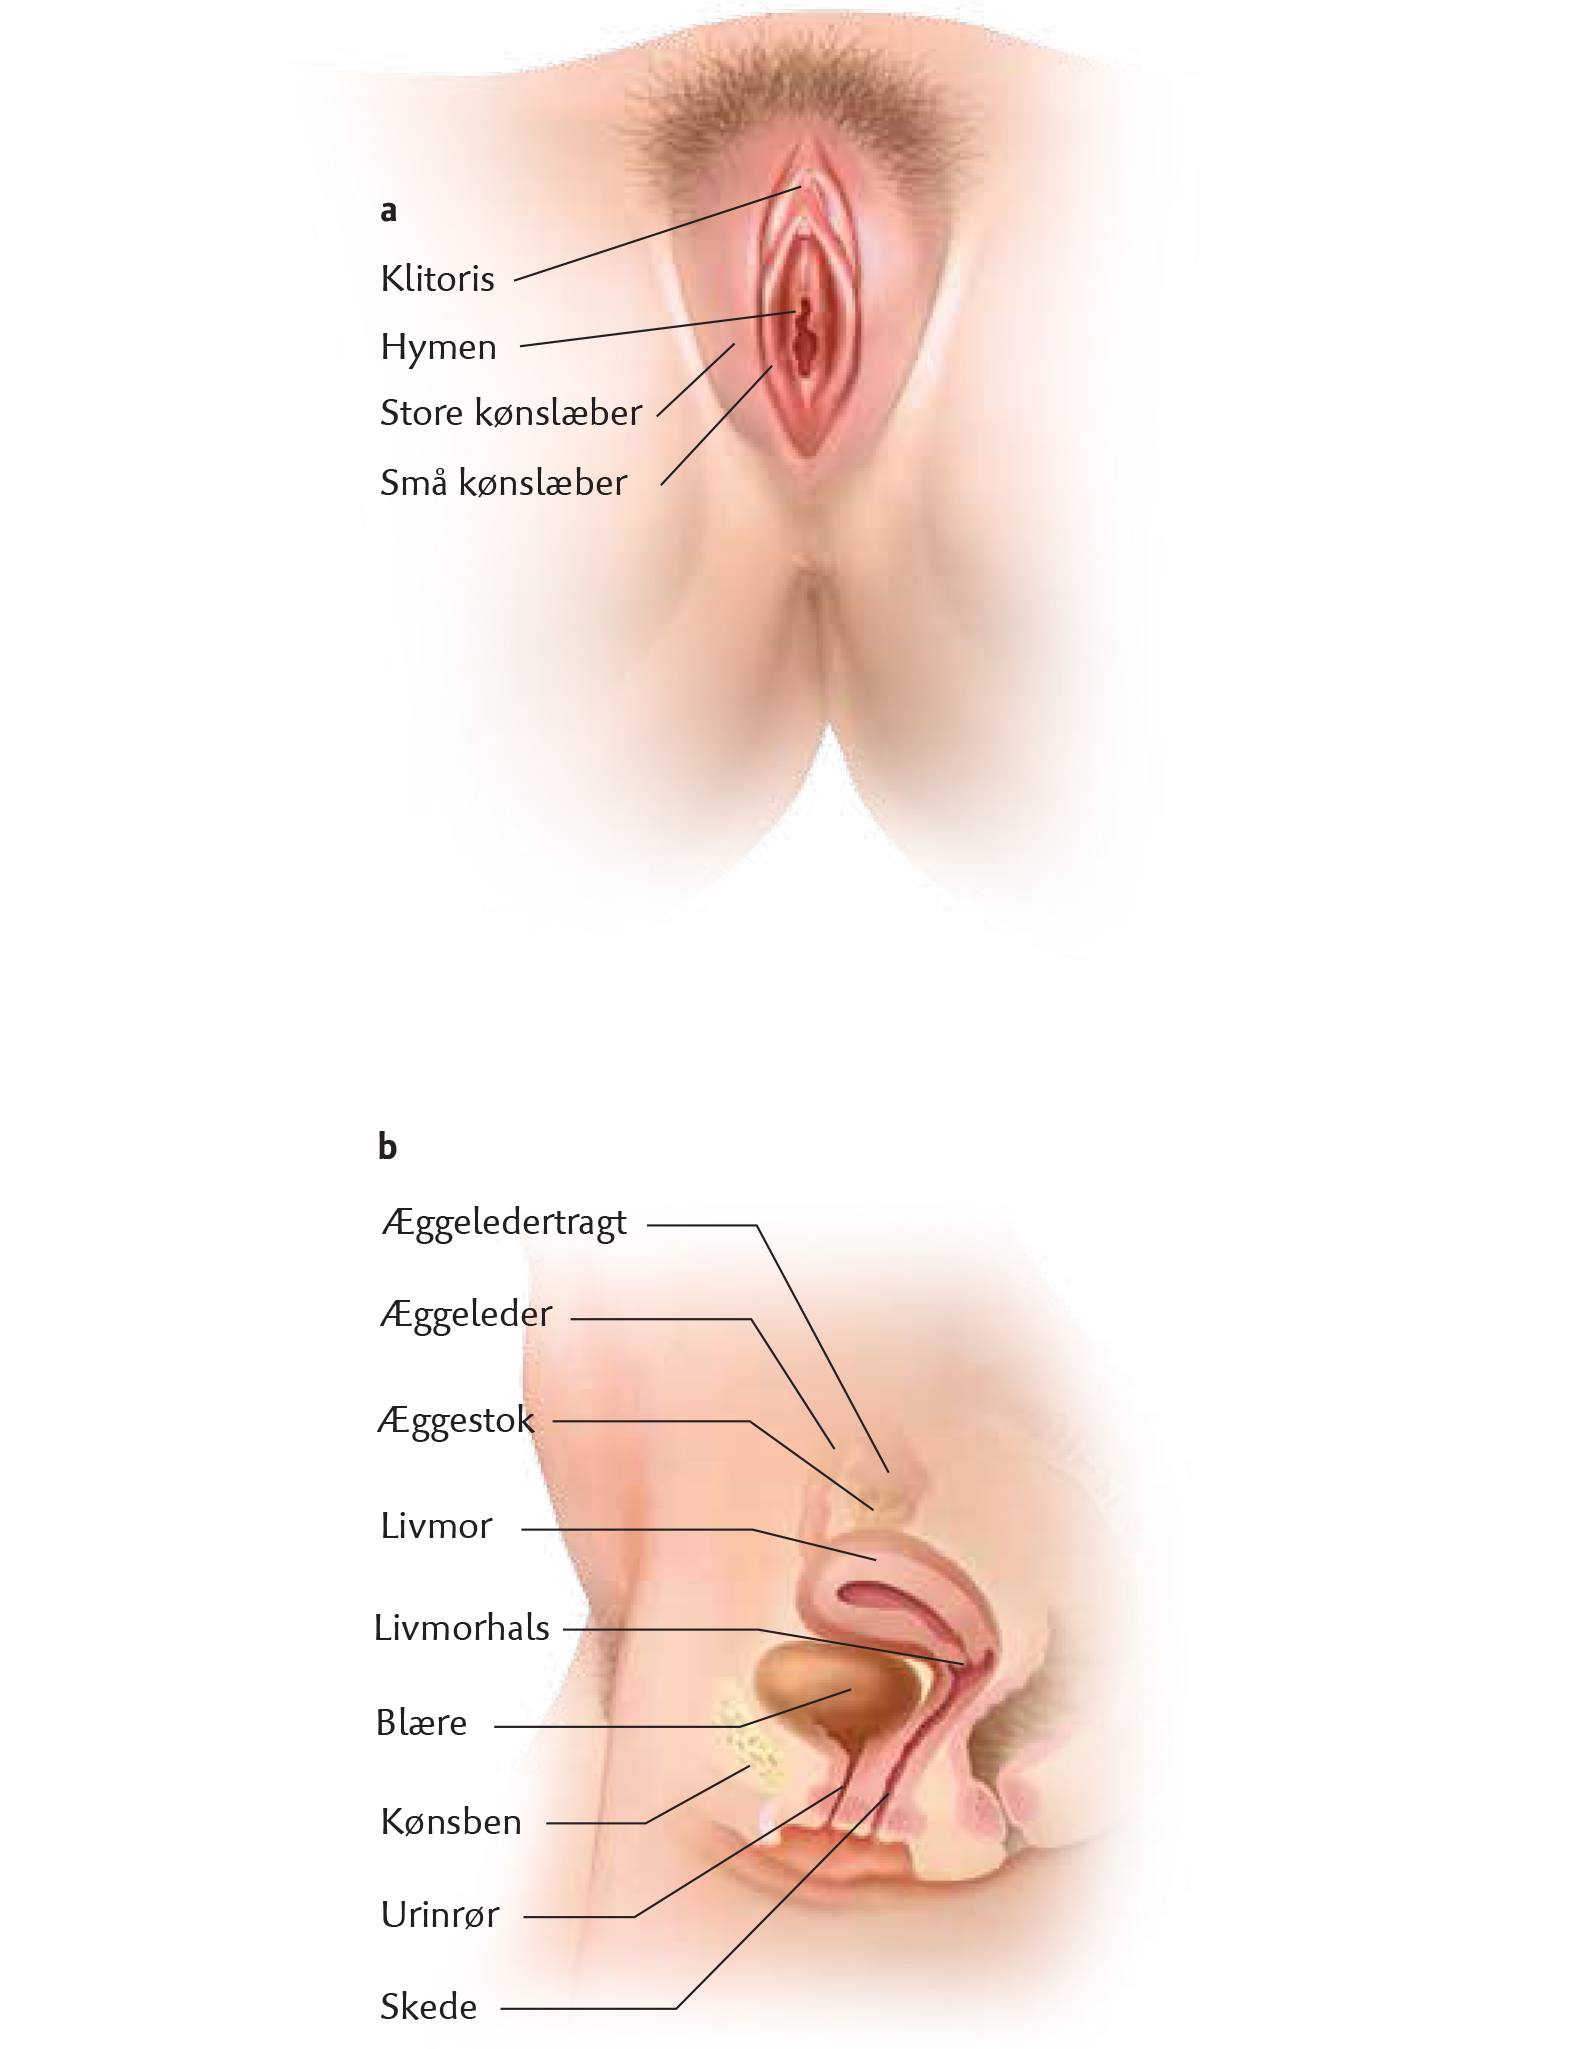 a
Klitoris
Hymen
Store kønslæber
Små kønslæber
b
Æggeledertragt
Æggeleder
Æggestok
Livmor
Livmorhals
Blære
Kønsben
Urinrør
Skede